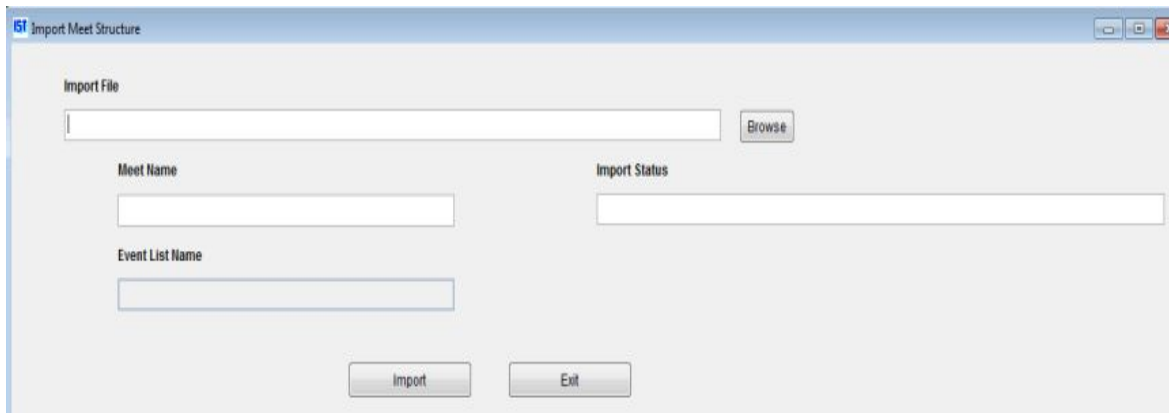 IST Import Meet Structure
Import File
Browse
Meet Name
Import Status
Event List Name
Import
Exit